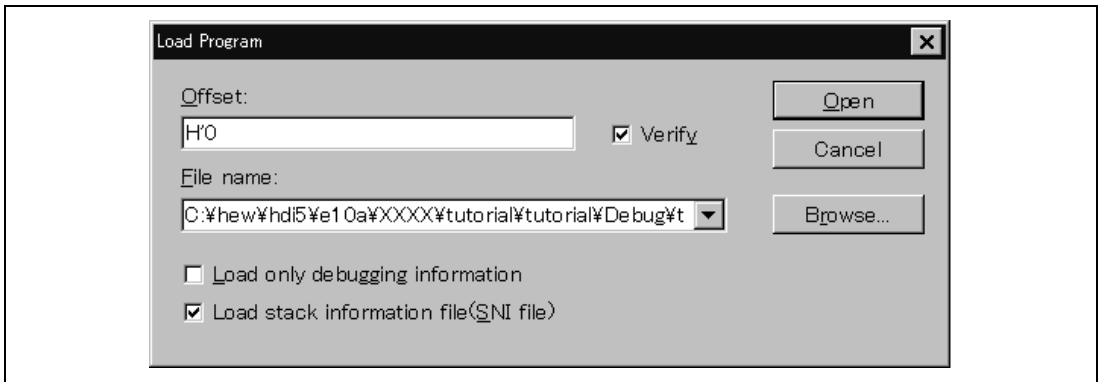 Load Program
Offset:
H'0
Verify
Open
Cancel
File name:
C:¥hew¥hdi5¥e10a¥XXXX¥tutorial¥tutorial¥Debug¥t
Browse...
Load only debugging information
Load stack information file(SNI file)